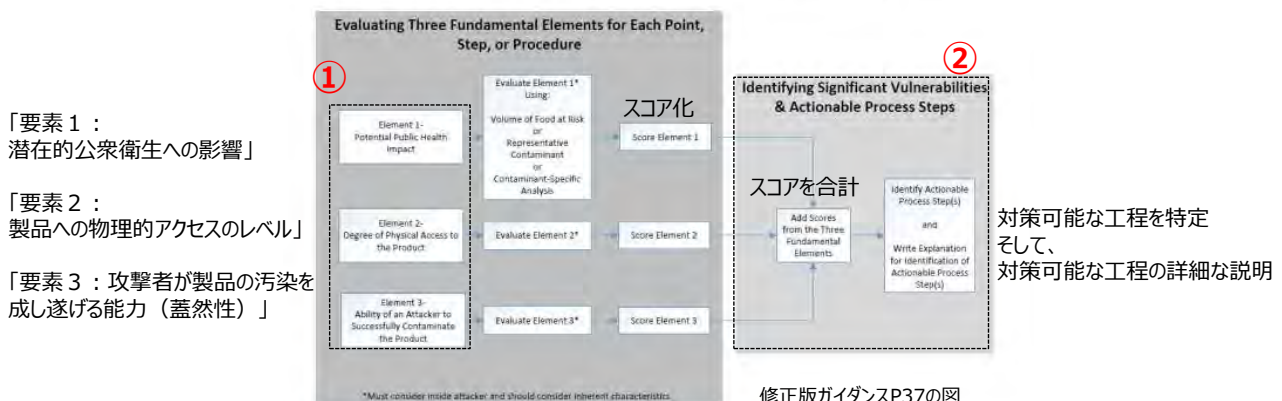 Evaluating Three Fundamental Elements for Each Point,
Step, or Procedure
①
②
「要素１：
潜在的公衆衛生への影響」
「要素２：
製品への物理的アクセスのレベル」
「要素３：攻撃者が製品の汚染を
成し遂げる能力（蓋然性）」
Element 1-
Potential Public Health
Impact
Evaluate Element 1*
Using:
Volume of Food at Risk
or
Representative
Contaminant
or
Contaminant-Specific
Analysis
スコア化
Score Element 1
Element 2-
Degree of Physical Access to
the Product
Evaluate Element 2*
Score Element 2
Element 3-
Ability of an Attacker to
Successfully Contaminate
the Product
Evaluate Element 3*
Score Element 3
*Must consider inside attacker and should consider inherent characteristics.
Identifying Significant Vulnerabilities
& Actionable Process Steps
スコアを合計
Add Scores
from the Three
Fundamental
Elements
Identify Actionable
Process Step(s)
and
Write Explanation
for Identification of
Actionable Process
Step(s)
対策可能な工程を特定
そして、
対策可能な工程の詳細な説明
修正版ガイダンスP37の図